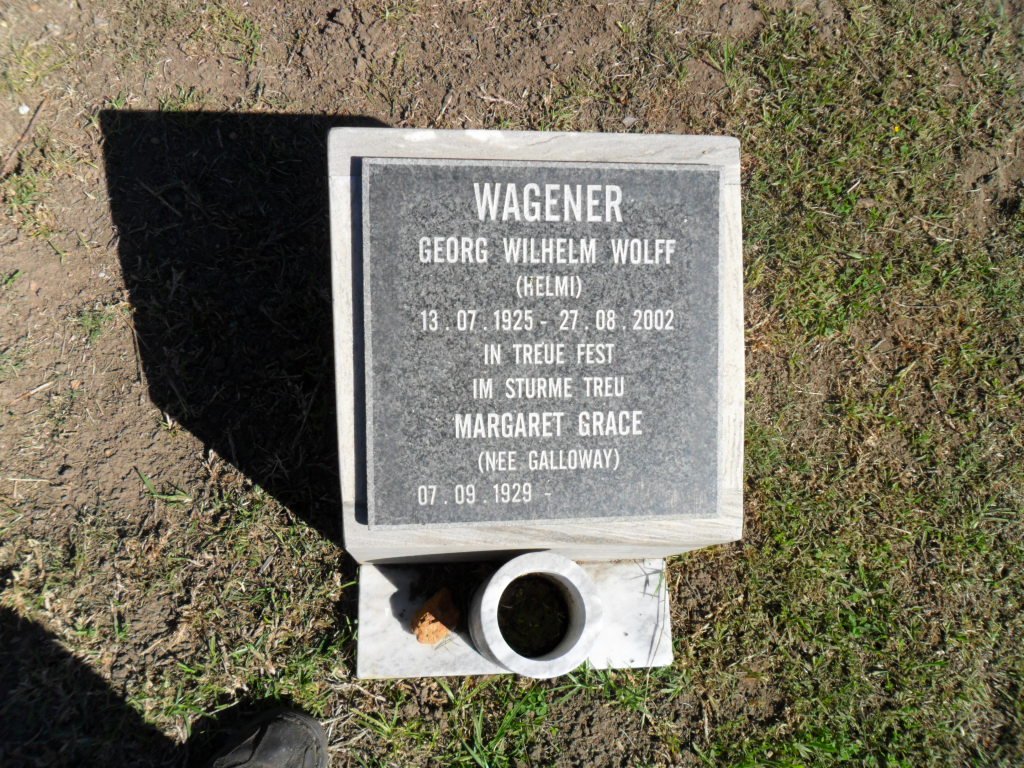 WAGENER
GEORG WILHELM WOLFF
(HELMI)
13.07.1925 - 27.08.2002
IN TREUE FEST
IM STURME TREU
MARGARET GRACE
(NEE GALLOWAY)
07.09.1929 -